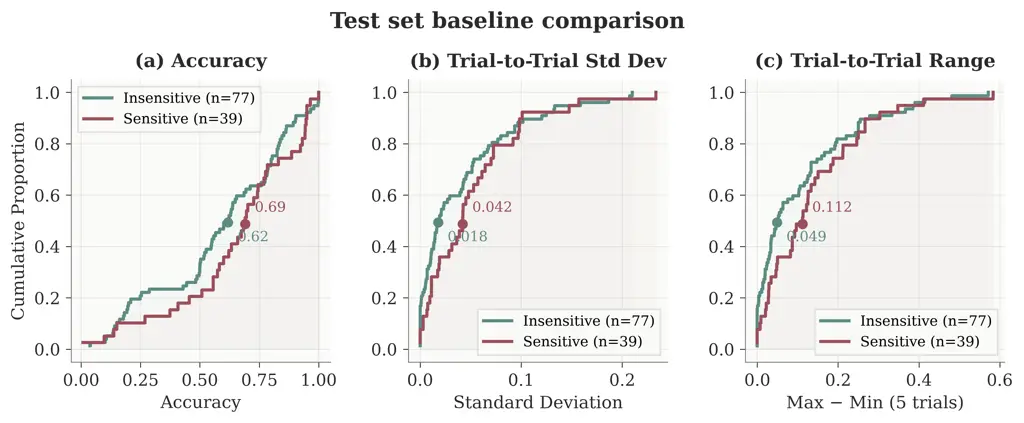 Test set baseline comparison
(a) Accuracy
Cumulative Proportion
1.0
0.8
0.6
0.4
0.2
0.0
Insensitive (n=77)
Sensitive (n=39)
0.69
0.62
0.00
0.25
0.50
0.75
1.00
Accuracy
(b) Trial-to-Trial Std Dev
1.0
0.8
0.6
0.4
0.2
0.0
0.042
0.018
Insensitive (n=77)
Sensitive (n=39)
0.0
0.1
0.2
Standard Deviation
(c) Trial-to-Trial Range
1.0
0.8
0.6
0.4
0.2
0.0
0.112
0.049
Insensitive (n=77)
Sensitive (n=39)
0.0
0.2
0.4
0.6
Max − Min (5 trials)